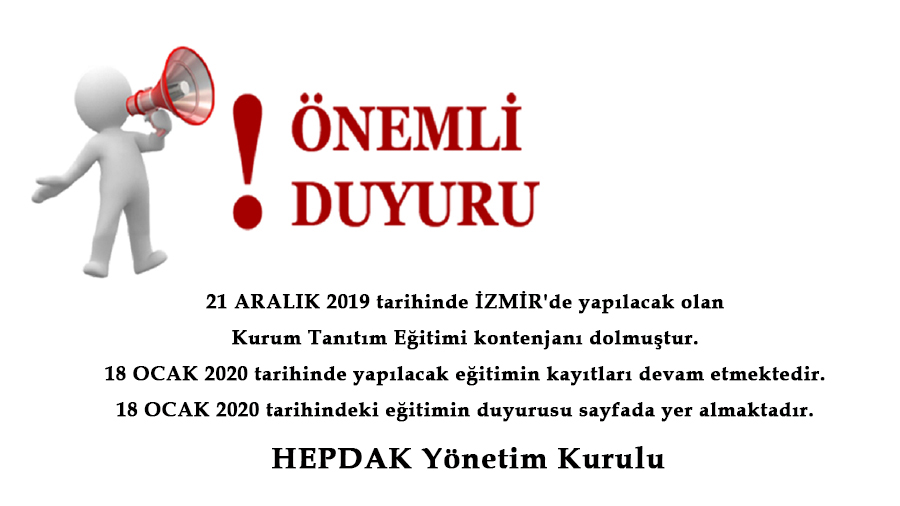 !
ÖNEMLİ
DUYURU
21 ARALIK 2019 tarihinde İZMİR'de yapılacak olan
Kurum Tanıtım Eğitimi kontenjanı dolmuştur.
18 OCAK 2020 tarihinde yapılacak eğitimin kayıtları devam etmektedir.
18 OCAK 2020 tarihindeki eğitimin duyurusu sayfada yer almaktadır.
HEPDAK Yönetim Kurulu